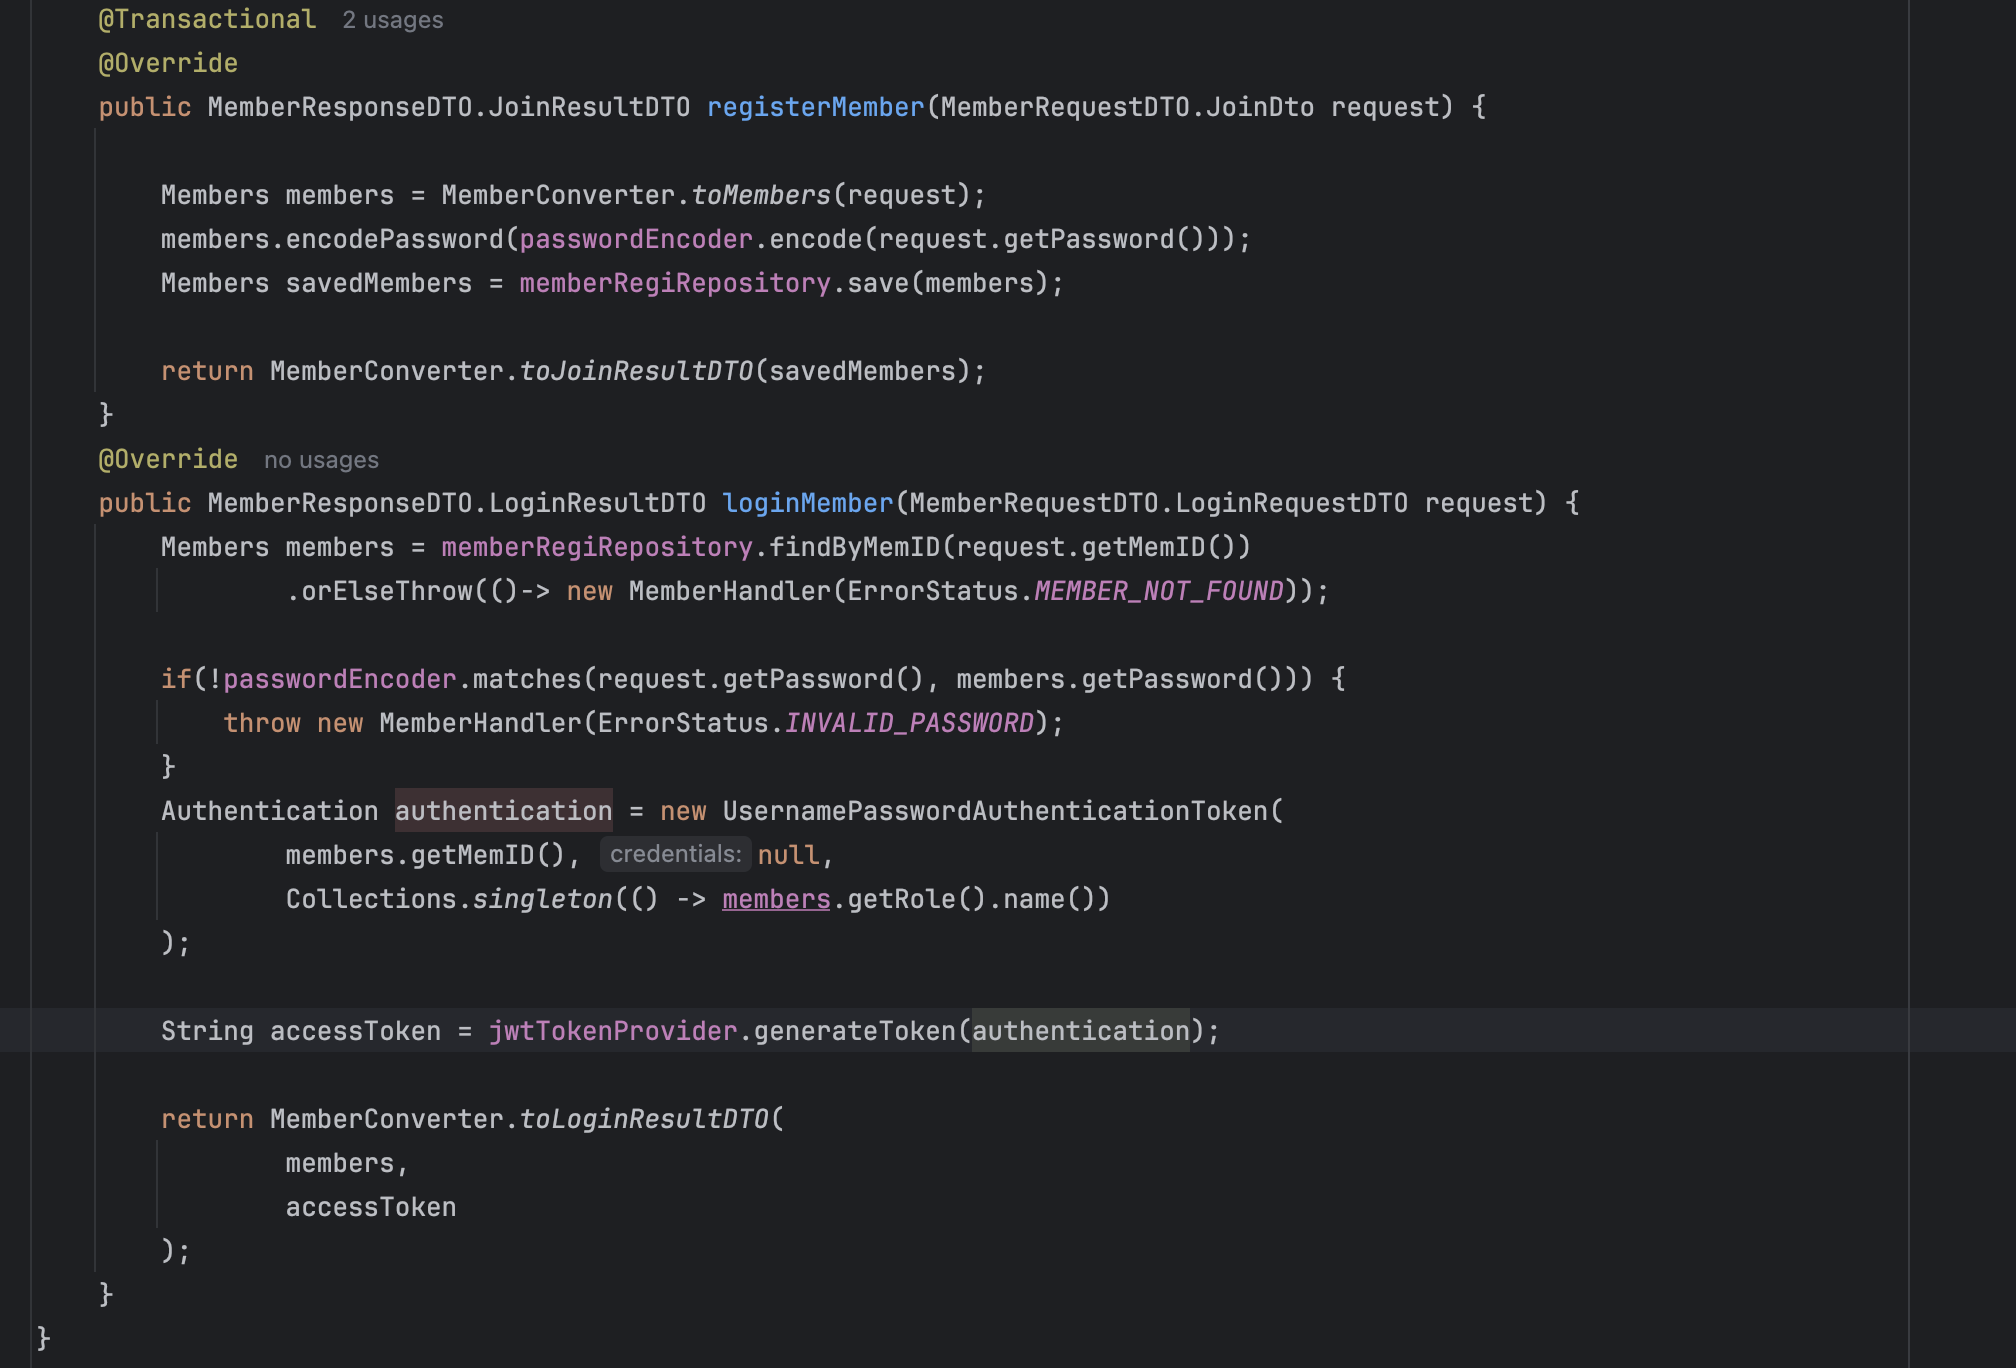 @Transactional 2 usages
@Override
public MemberResponseDTO.JoinResultDTO registerMember(MemberRequestDTO.JoinDto request) {
Members members = MemberConverter.toMembers(request);
members.encodePassword(passwordEncoder.encode(request.getPassword()));
Members savedMembers = memberRegiRepository.save(members);
return MemberConverter.toJoinResultDTO(savedMembers);
}
@Override no usages
public MemberResponseDTO.LoginResultDTO loginMember(MemberRequestDTO.LoginRequestDTO request) {
Members members = memberRegiRepository.findByMemID(request.getMemID())
.orElseThrow(()-> new MemberHandler(ErrorStatus.MEMBER_NOT_FOUND));
if(!passwordEncoder.matches(request.getPassword(), members.getPassword())) {
throw new MemberHandler(ErrorStatus.INVALID_PASSWORD);
}
Authentication authentication = new UsernamePasswordAuthenticationToken(
members.getMemID(), credentials: null,
Collections.singleton(() -> members.getRole().name())
);
String accessToken = jwtTokenProvider.generateToken(authentication);
return MemberConverter.toLoginResultDTO(
members,
accessToken
);
}
}